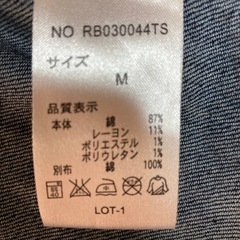 NO RB030044TS
サイズ
M
品質表示
本体 綿 87%
レーヨン 11%
ポリエステル 1%
ポリウレタン 1%
別布 綿 100%
LOT-1